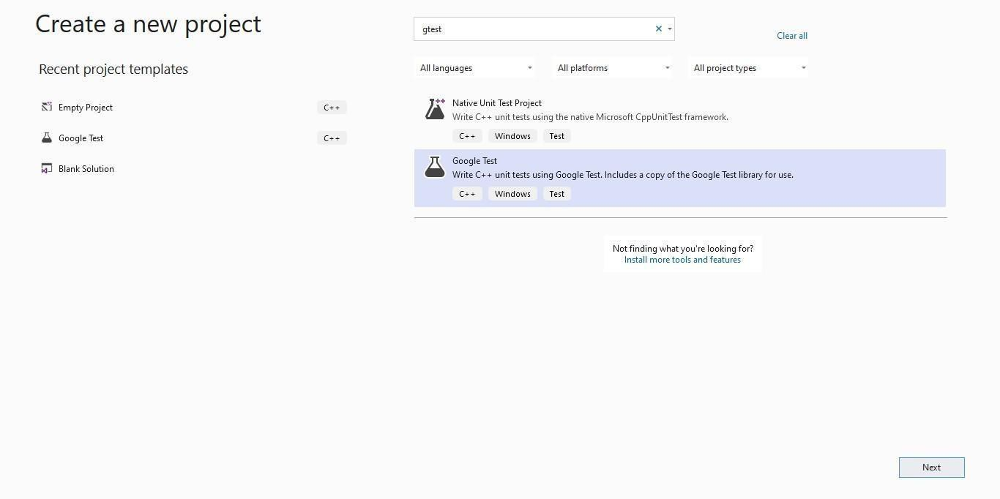 Create a new project
Recent project templates
Empty Project C++
Google Test C++
Blank Solution
gtest
Clear all
All languages All platforms All project types
Native Unit Test Project
Write C++ unit tests using the native Microsoft CppUnitTest framework.
C++ Windows Test
Google Test
Write C++ unit tests using Google Test. Includes a copy of the Google Test library for use.
C++ Windows Test
Not finding what you're looking for?
Install more tools and features
Next